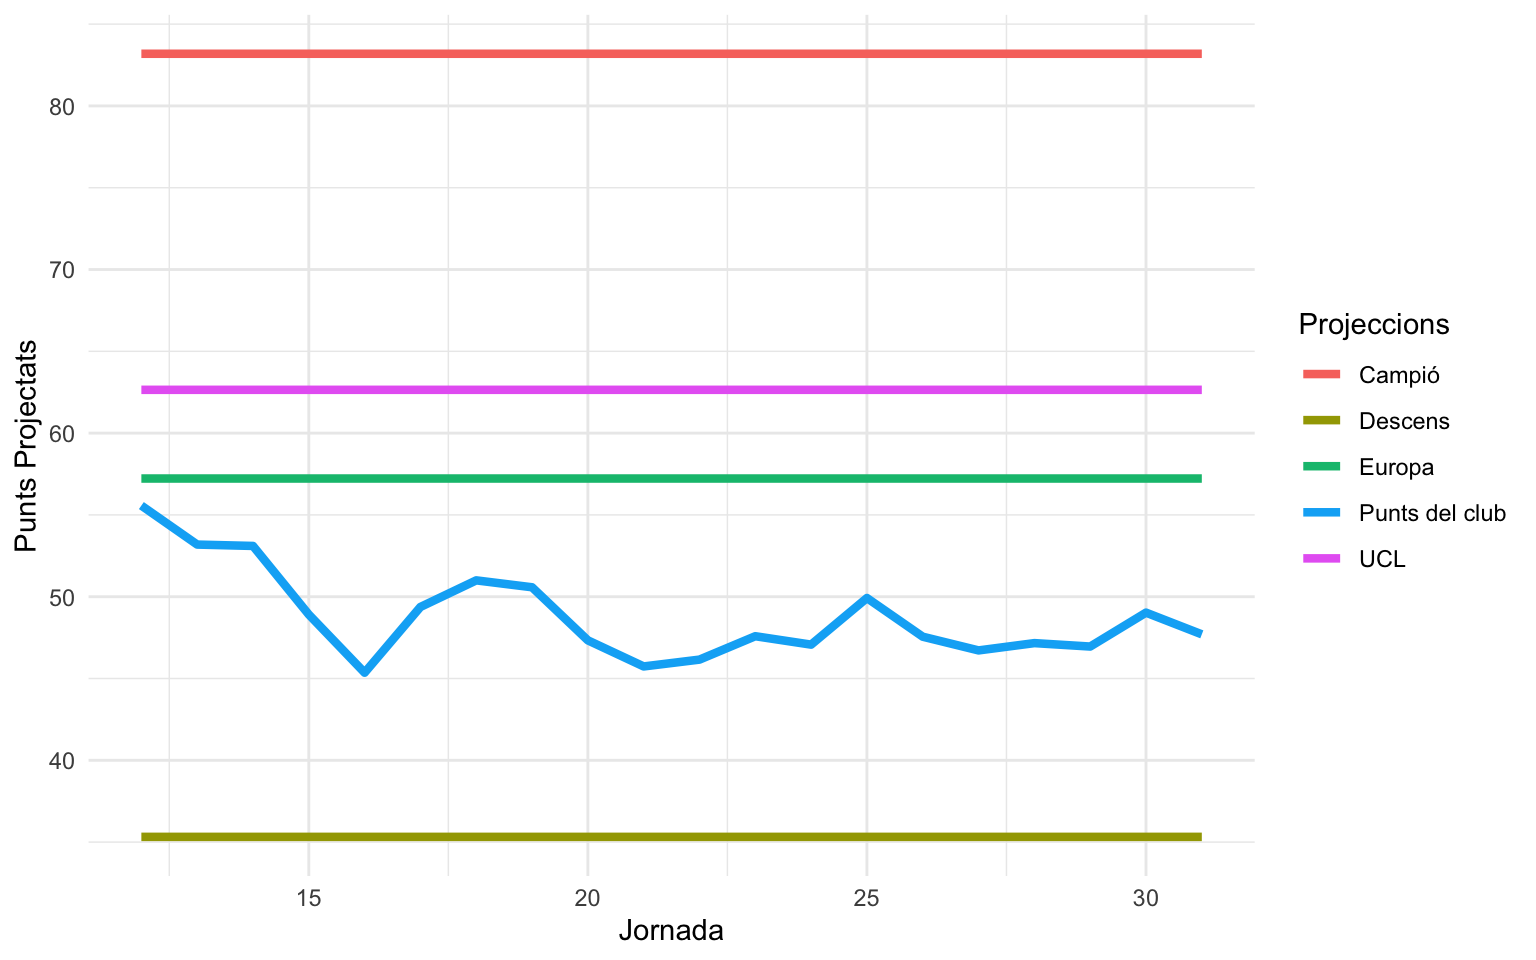 80
70
60
50
40
Punts Projectats
15
20
25
30
Jornada
Projeccions
Campió
Descens
Europa
Punts del club
UCL